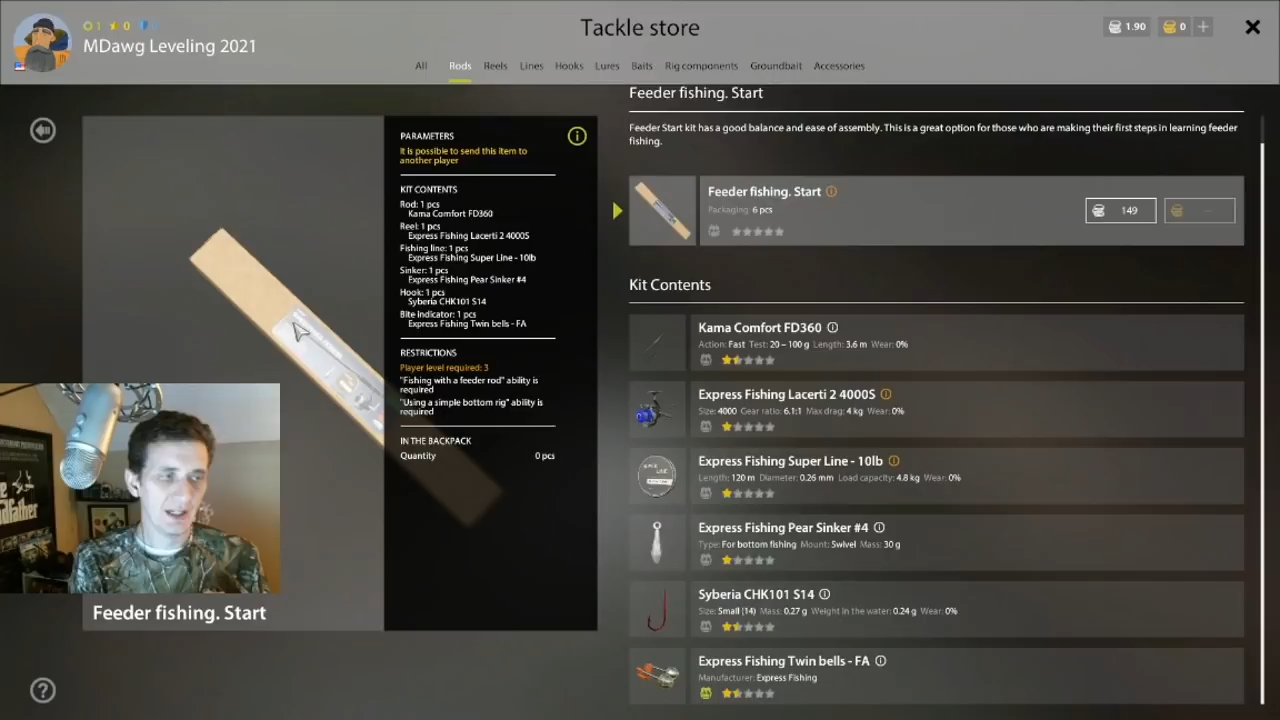 1 0
MDawg Leveling 2021
Tackle store
1.90 0 +
All Rods Reels Lines Hooks Lures Baits Rig components Groundbait Accessories
PARAMETERS
It is possible to send this item to
another player
KIT CONTENTS
Rod: 1 pcs
Kama Comfort FD360
Reel: 1 pcs
Express Fishing Lacerti 2 4000S
Fishing line: 1 pcs
Express Fishing Super Line - 10lb
Sinker: 1 pcs
Express Fishing Pear Sinker #4
Hook: 1 pcs
Syberia CHK101 S14
Bite indicator: 1 pcs
Express Fishing Twin bells - FA
RESTRICTIONS
Player level required: 3
"Fishing with a feeder rod" ability is
required
"Using a simple bottom rig" ability is
required
IN THE BACKPACK
Quantity 0 pcs
Feeder fishing. Start
Feeder fishing. Start
Feeder Start kit has a good balance and ease of assembly. This is a great option for those who are making their first steps in learning feeder
fishing.
Feeder fishing. Start
Packaging: 6 pcs
149
Kit Contents
Kama Comfort FD360
Action: Fast Test: 20 – 100 g Length: 3.6 m Wear: 0%
Express Fishing Lacerti 2 4000S
Size: 4000 Gear ratio: 6.1:1 Max drag: 4 kg Wear: 0%
Express Fishing Super Line - 10lb
Length: 120 m Diameter: 0.26 mm Load capacity: 4.8 kg Wear: 0%
Express Fishing Pear Sinker #4
Type: For bottom fishing Mount: Swivel Mass: 30 g
Syberia CHK101 S14
Size: Small (14) Mass: 0.27 g Weight in the water: 0.24 g Wear: 0%
Express Fishing Twin bells - FA
Manufacturer: Express Fishing